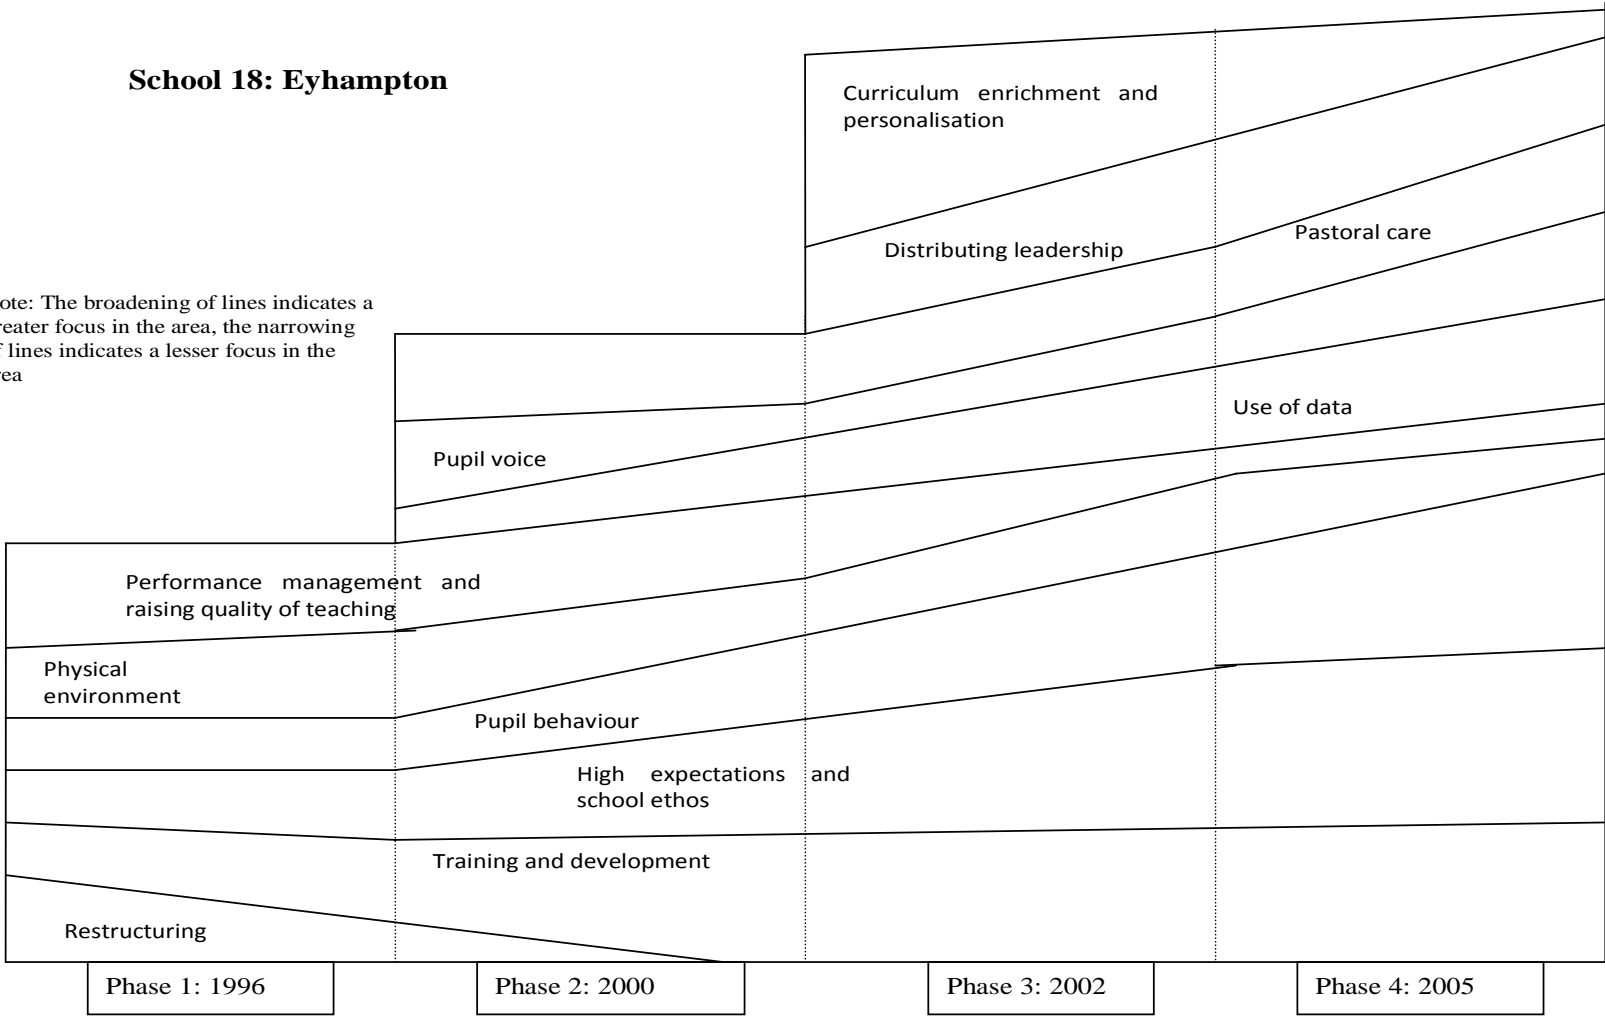 School 18: Eyhampton
Curriculum enrichment and
personalisation
Distributing leadership
Pastoral care
ote: The broadening of lines indicates a
reater focus in the area, the narrowing
f lines indicates a lesser focus in the
rea
Use of data
Pupil voice
Performance management and
raising quality of teaching
Physical
environment
Pupil behaviour
High expectations and
school ethos
Training and development
Restructuring
Phase 1: 1996
Phase 2: 2000
Phase 3: 2002
Phase 4: 2005